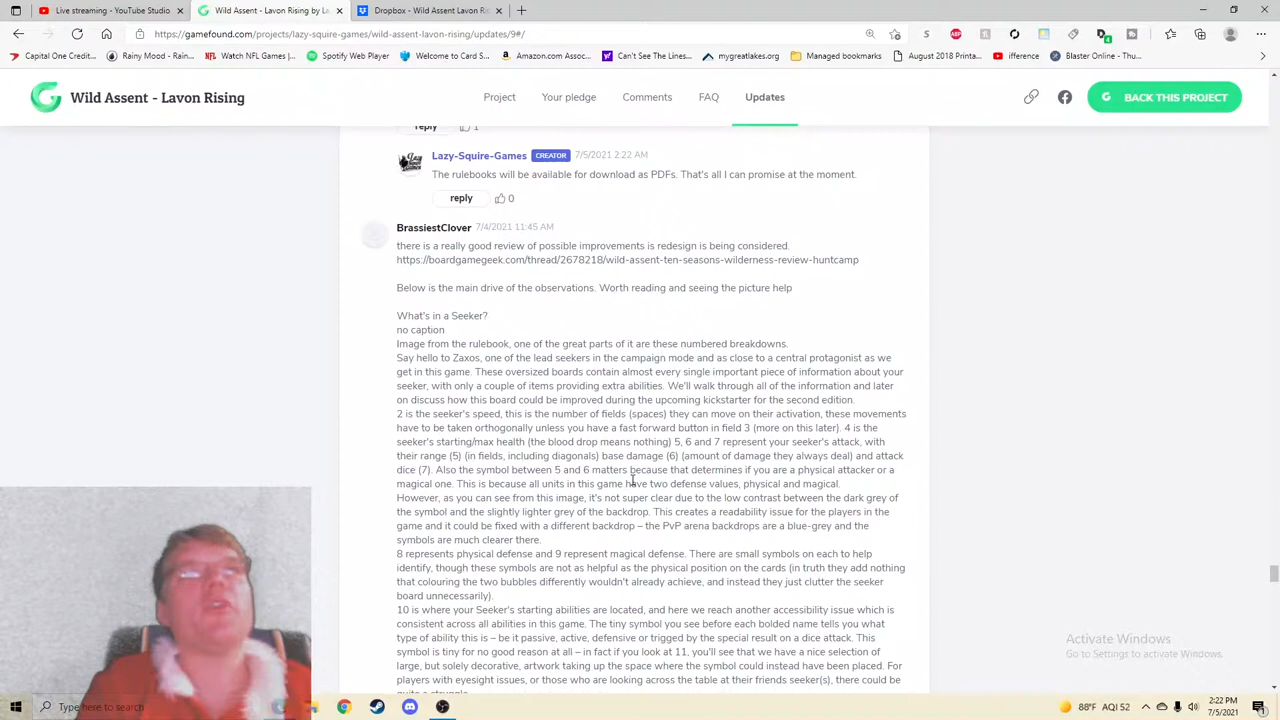 Live streaming - YouTube Studio
Wild Assent - Lavon Rising by La
Dropbox - Livestream requests
https://gamefound.com/projects/lazy-squire-games/wild-assent-lavon-rising/updates/9#/
Capital One Credit...
Rainy Mood - Rain...
Watch NFL Games |...
Spotify Web Player
Welcome to Card S...
Amazon.com:soc...
Can't See The Lines...
mygreatlakes.org
Managed bookmarks
August 2018 Printa...
ifference
Blaster Online - Thu...
Wild Assent - Lavon Rising
Project
Your pledge
Comments
FAQ
Updates
BACK THIS PROJECT
reply
1
Lazy-Squire-Games CREATOR 7/5/2021 2:22 AM
The rulebooks will be available for download as PDFs. That's all I can promise at the moment.
reply 0
BrassiestClover 7/4/2021 11:45 AM
there is a really good review of possible improvements is redesign is being considered.
https://boardgamegeek.com/thread/2678218/wild-assent-ten-seasons-wilderness-review-huntcamp
Below is the main drive of the observations. Worth reading and seeing the picture help
What's in a Seeker?
no caption
Image from the rulebook, one of the great parts of it are these numbered breakdowns.
Say hello to Zaxos, one of the lead seekers in the campaign mode and as close to a central protagonist as we
get in this game. These oversized boards contain almost every single important piece of information about your
seeker, with only a couple of items providing extra abilities. We'll walk through all of the information and later
on discuss how this board could be improved during the upcoming kickstarter for the second edition.
2 is the seeker's speed, this is the number of fields (spaces) they can move on their activation, these movements
have to be taken orthogonally unless you have a fast forward button in field 3 (more on this later). 4 is the
seeker's starting/max health (the blood drop means nothing) 5, 6 and 7 represent your seeker's attack, with
their range (5) (in fields, including diagonals) base damage (6) (amount of damage they always deal) and attack
dice (7). Also the symbol between 5 and 6 matters because that determines if you are a physical attacker or a
magical one. This is because all units in this game have two defense values, physical and magical.
However, as you can see from this image, it's not super clear due to the low contrast between the dark grey of
the symbol and the slightly lighter grey of the backdrop. This creates a readability issue for the players in the
game and it could be fixed with a different backdrop – the PvP arena backdrops are a blue-grey and the
symbols are much clearer there.
8 represents physical defense and 9 represent magical defense. There are small symbols on each to help
identify, though these symbols are not as helpful as the physical position on the cards (in truth they add nothing
that colouring the two bubbles differently wouldn't already achieve, and instead they just clutter the seeker
board unnecessarily).
10 is where your Seeker's starting abilities are located, and here we reach another accessibility issue which is
consistent across all abilities in this game. The tiny symbol you see before each bolded name tells you what
type of ability this is – be it passive, active, defensive or trigged by the special result on a dice attack. This
symbol is tiny for no good reason at all – in fact if you look at 11, you'll see that we have a nice selection of
large, but solely decorative, artwork taking up the space where the symbol could instead have been placed. For
players with eyesight issues, or those who are looking across the table at their friends seeker(s), there could be
quite a struggle.
Activate Windows
Go to Settings to activate Windows.
Type here to search
88°F AQI 52
2:22 PM
7/5/2021